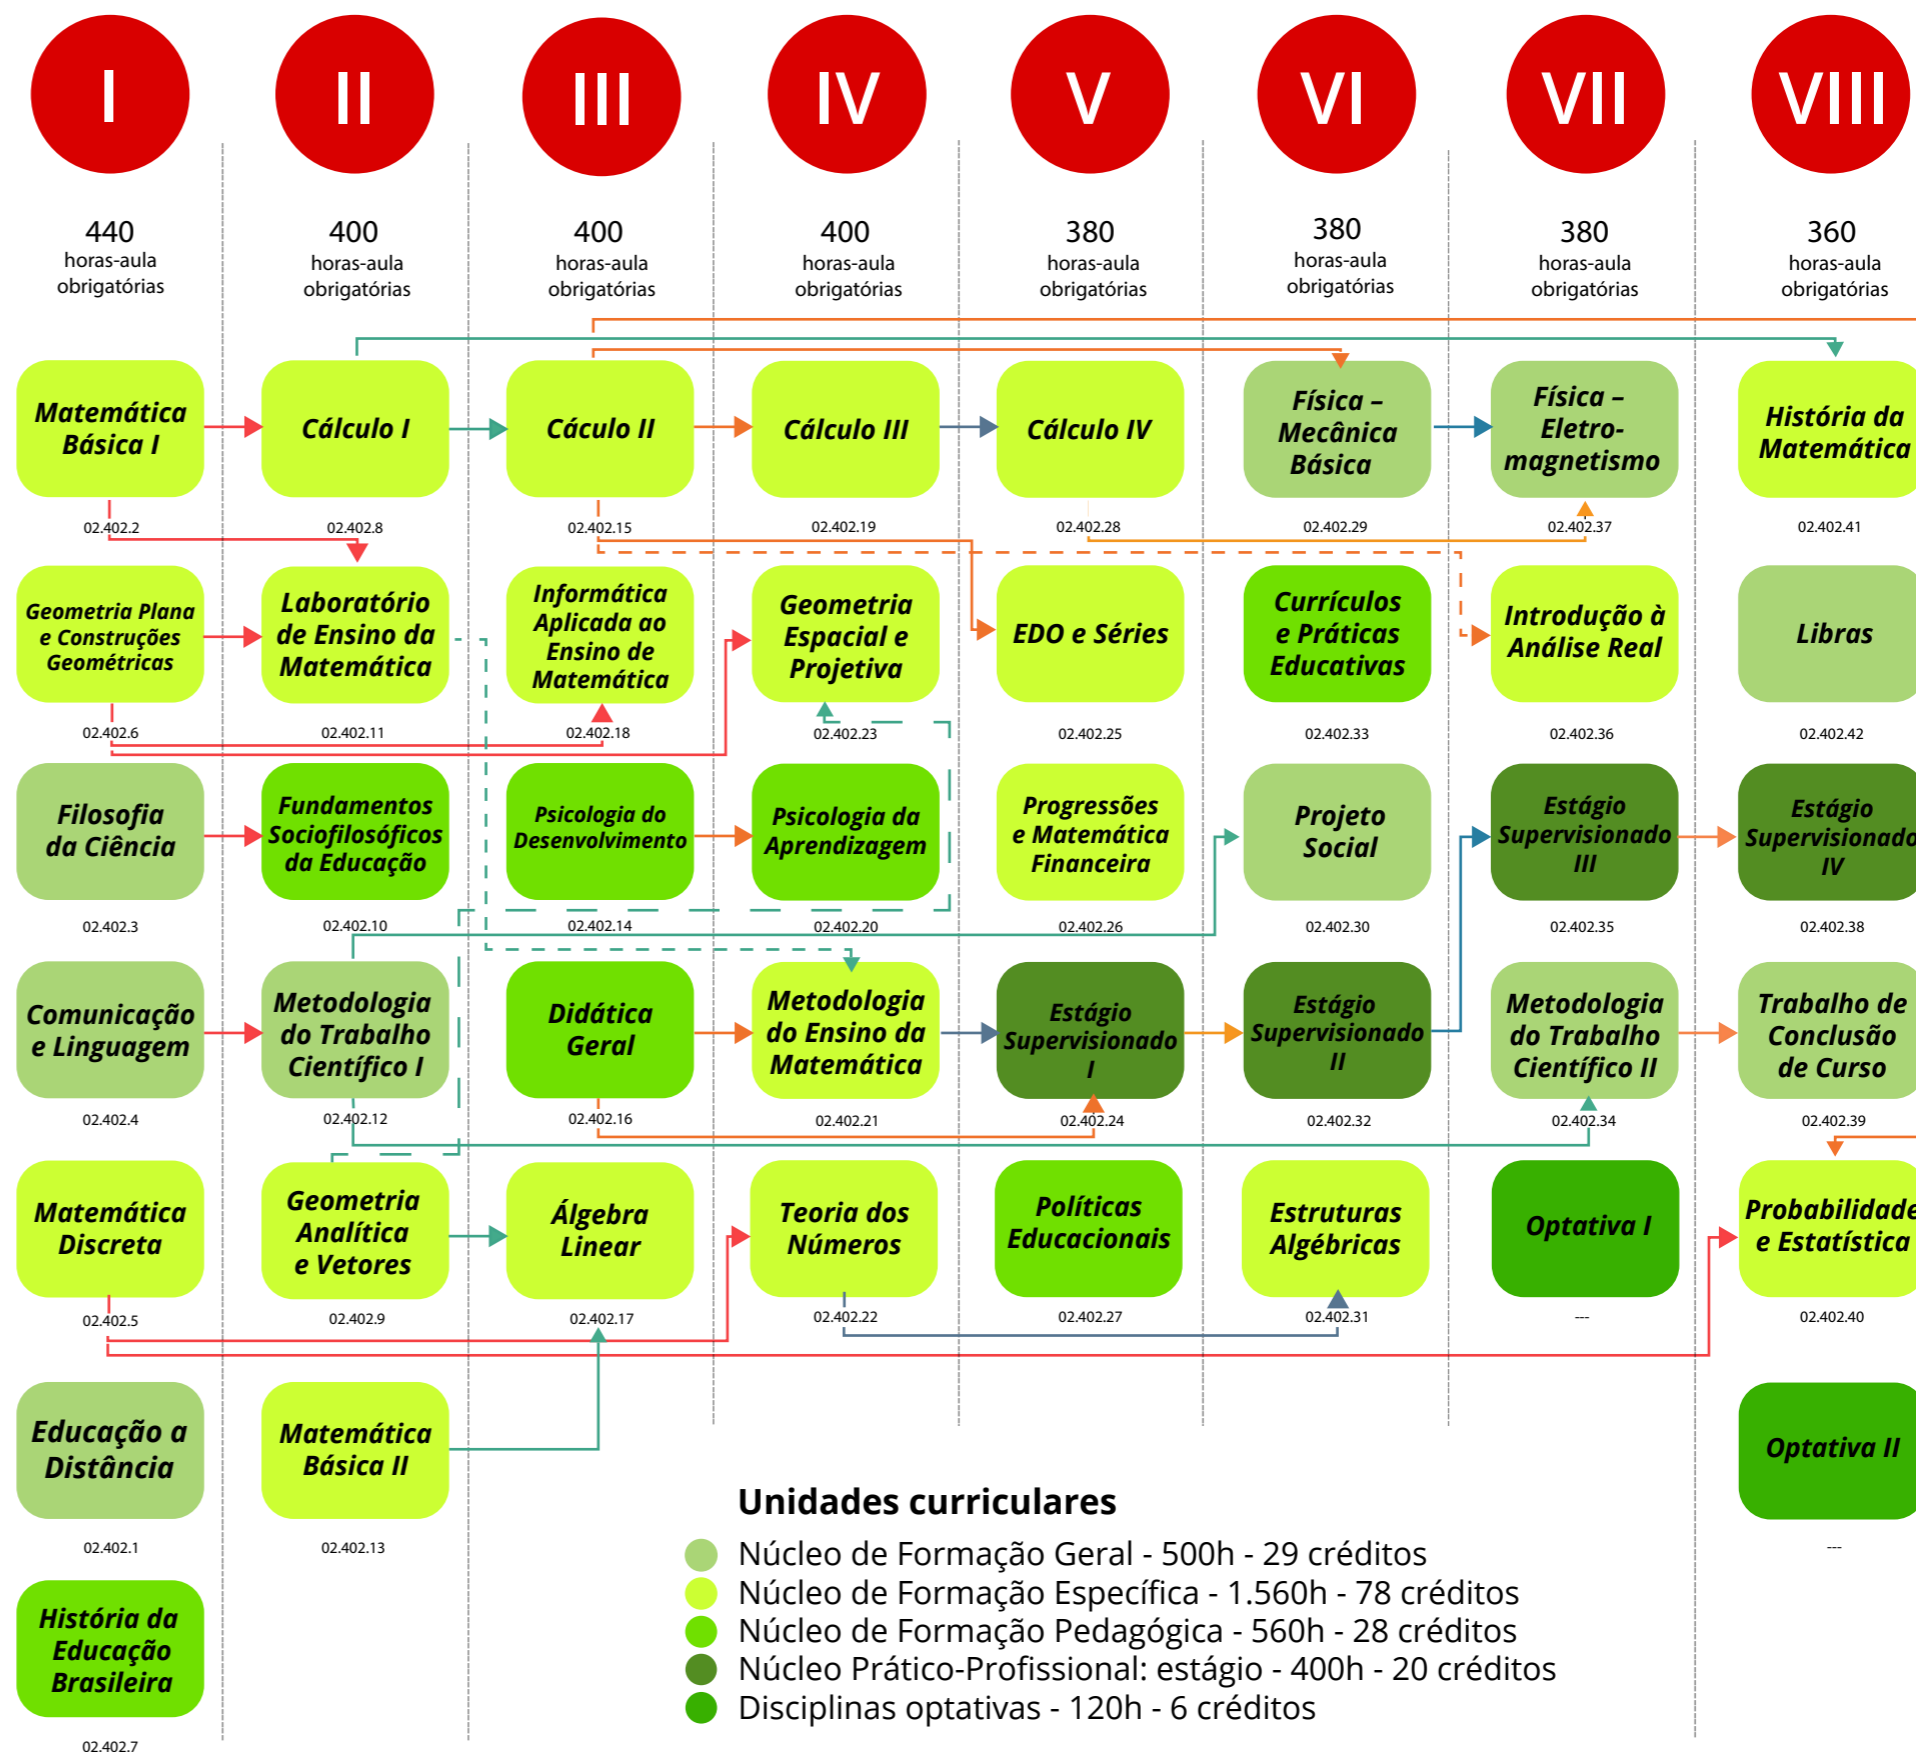 I
II
III
IV
V
VI
VII
VIII
440
horas-aula
obrigatórias
400
horas-aula
obrigatórias
400
horas-aula
obrigatórias
400
horas-aula
obrigatórias
380
horas-aula
obrigatórias
380
horas-aula
obrigatórias
380
horas-aula
obrigatórias
360
horas-aula
obrigatórias
Matemática
Básica I
02.402.2
Cálculo I
02.402.8
Cáculo II
02.402.15
Cálculo III
02.402.19
Cálculo IV
02.402.28
Física –
Mecânica
Básica
02.402.29
Física –
Eletro-
magnetismo
02.402.37
História da
Matemática
02.402.41
Geometria Plana
e Construções
Geométricas
02.402.6
Laboratório
de Ensino da
Matemática
02.402.11
Informática
Aplicada ao
Ensino de
Matemática
02.402.18
Geometria
Espacial e
Projetiva
02.402.23
EDO e Séries
02.402.25
Currículos
e Práticas
Educativas
02.402.33
Introdução à
Análise Real
02.402.36
Libras
02.402.42
Filosofia
da Ciência
02.402.3
Fundamentos
Sociofilosóficos
da Educação
02.402.10
Psicologia do
Desenvolvimento
02.402.14
Psicologia da
Aprendizagem
02.402.20
Progressões
e Matemática
Financeira
02.402.26
Projeto
Social
02.402.30
Estágio
Supervisionado
III
02.402.35
Estágio
Supervisionado
IV
02.402.38
Comunicação
e Linguagem
02.402.4
Metodologia
do Trabalho
Científico I
02.402.12
Didática
Geral
02.402.16
Metodologia
do Ensino da
Matemática
02.402.21
Estágio
Supervisionado
I
02.402.24
Estágio
Supervisionado
II
02.402.32
Metodologia
do Trabalho
Científico II
02.402.34
Trabalho de
Conclusão
de Curso
02.402.39
Matemática
Discreta
02.402.5
Geometria
Analítica
e Vetores
02.402.9
Álgebra
Linear
02.402.17
Teoria dos
Números
02.402.22
Políticas
Educacionais
02.402.27
Estruturas
Algébricas
02.402.31
Optativa I
---
Probabilidade
e Estatística
02.402.40
Educação a
Distância
02.402.1
Matemática
Básica II
02.402.13
Optativa II
---
História da
Educação
Brasileira
02.402.7
Unidades curriculares
Núcleo de Formação Geral - 500h - 29 créditos
Núcleo de Formação Específica - 1.560h - 78 créditos
Núcleo de Formação Pedagógica - 560h - 28 créditos
Núcleo Prático-Profissional: estágio - 400h - 20 créditos
Disciplinas optativas - 120h - 6 créditos